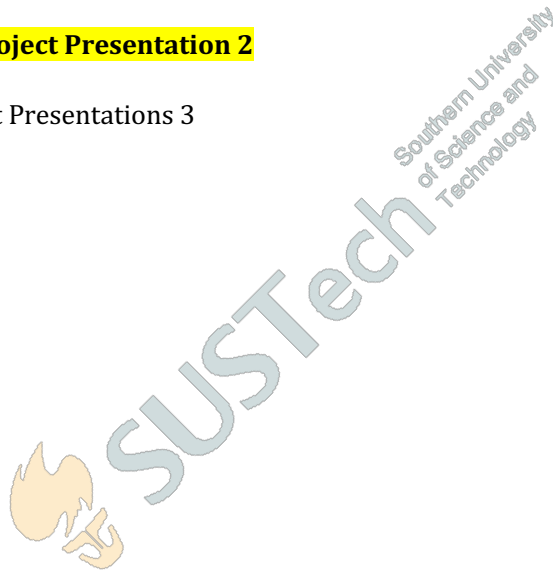 oject Presentation 2
t Presentations 3
SUSTech
Southern University
of Science and
Technology